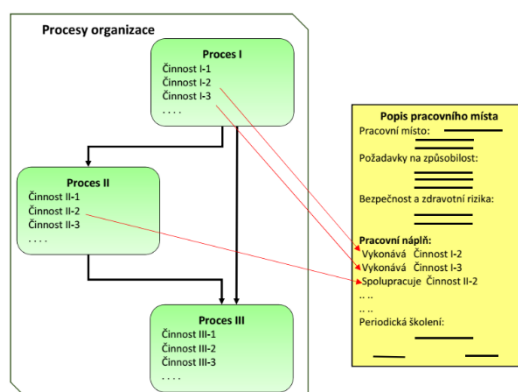 Procesy organizace
Proces I
Činnost I-1
Činnost I-2
Činnost I-3
. . . .
Proces II
Činnost II-1
Činnost II-2
Činnost II-3
. . . .
Proces III
Činnost III-1
Činnost III-2
Činnost III-3
. . . .
Popis pracovního místa
Pracovní místo:
Požadavky na způsobilost:
Bezpečnost a zdravotní rizika:
Pracovní náplň:
Vykonává Činnost I-2
Vykonává Činnost I-3
Spolupracuje Činnost II-2
.. ..
.. ..
Periodická školení: